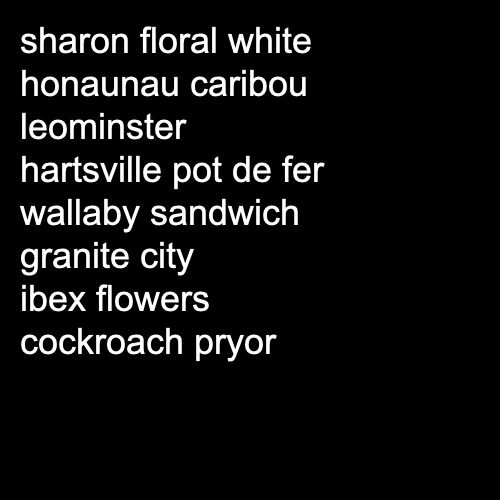 sharon floral white
honaunau caribou
leominster
hartsville pot de fer
wallaby sandwich
granite city
ibex flowers
cockroach pryor